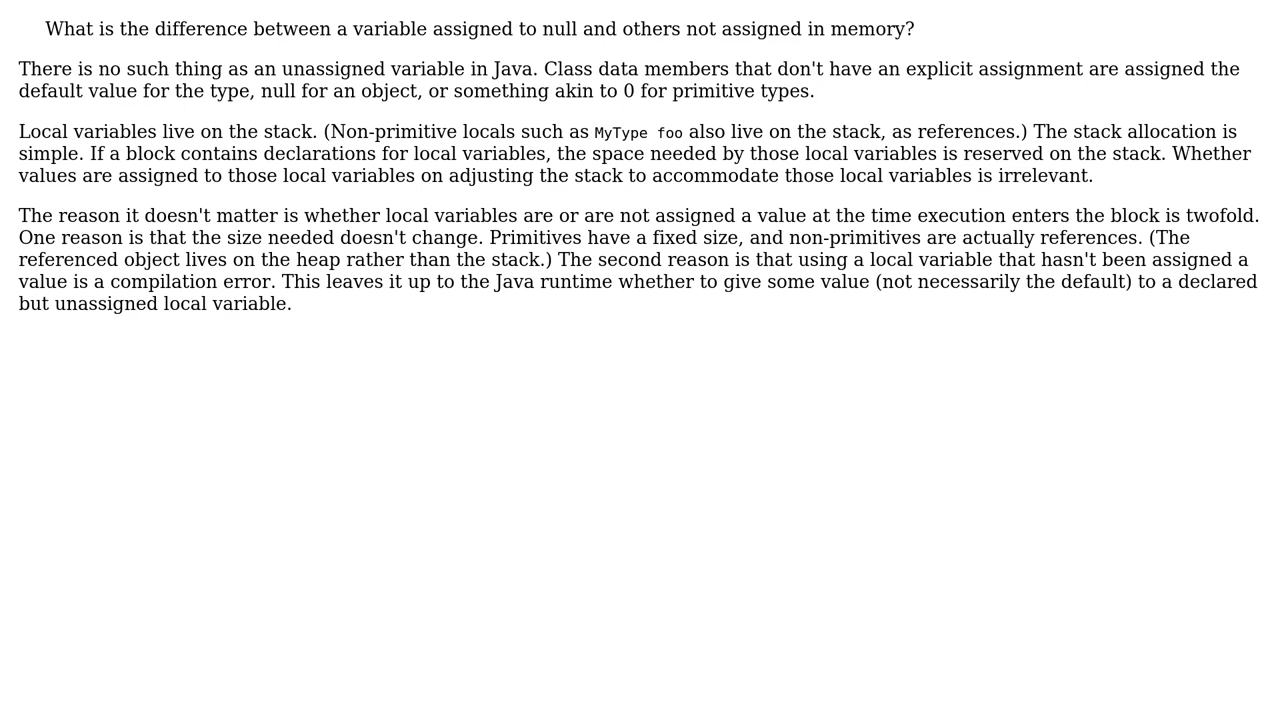 What is the difference between a variable assigned to null and others not assigned in memory?
There is no such thing as an unassigned variable in Java. Class data members that don't have an explicit assignment are assigned the
default value for the type, null for an object, or something akin to 0 for primitive types.
Local variables live on the stack. (Non-primitive locals such as MyType foo also live on the stack, as references.) The stack allocation is
simple. If a block contains declarations for local variables, the space needed by those local variables is reserved on the stack. Whether
values are assigned to those local variables on adjusting the stack to accommodate those local variables is irrelevant.
The reason it doesn't matter is whether local variables are or are not assigned a value at the time execution enters the block is twofold.
One reason is that the size needed doesn't change. Primitives have a fixed size, and non-primitives are actually references. (The
referenced object lives on the heap rather than the stack.) The second reason is that using a local variable that hasn't been assigned a
value is a compilation error. This leaves it up to the Java runtime whether to give some value (not necessarily the default) to a declared
but unassigned local variable.